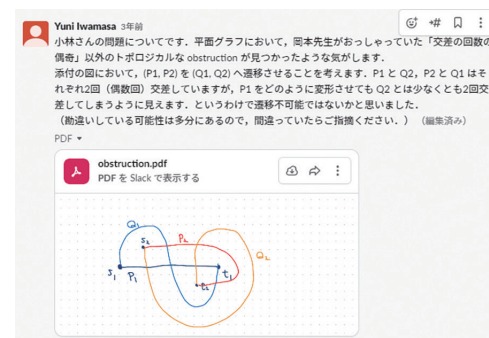 Yuni Iwamasa 3年前
小林さんの問題についてです．平面グラフにおいて，岡本先生がおっしゃっていた「交差の回数の
偶奇」以外のトポロジカルな obstruction が見つかったような気がします．
添付の図において，(P1, P2) を (Q1, Q2) へ遷移させることを考えます．P1 と Q2，P2 と Q1 はそ
れぞれ2回（偶数回）交差していますが，P1 をどのように変形させても Q2 とは少なくとも2回交
差してしまうように見えます．というわけで遷移不可能ではないかと思いました．
（勘違いしている可能性は多分にあるので，間違っていたらご指摘ください．）（編集済み）
PDF
obstruction.pdf
PDF を Slack で表示する
Q1
S2
P2
Q2
S1
P1
t2
t1